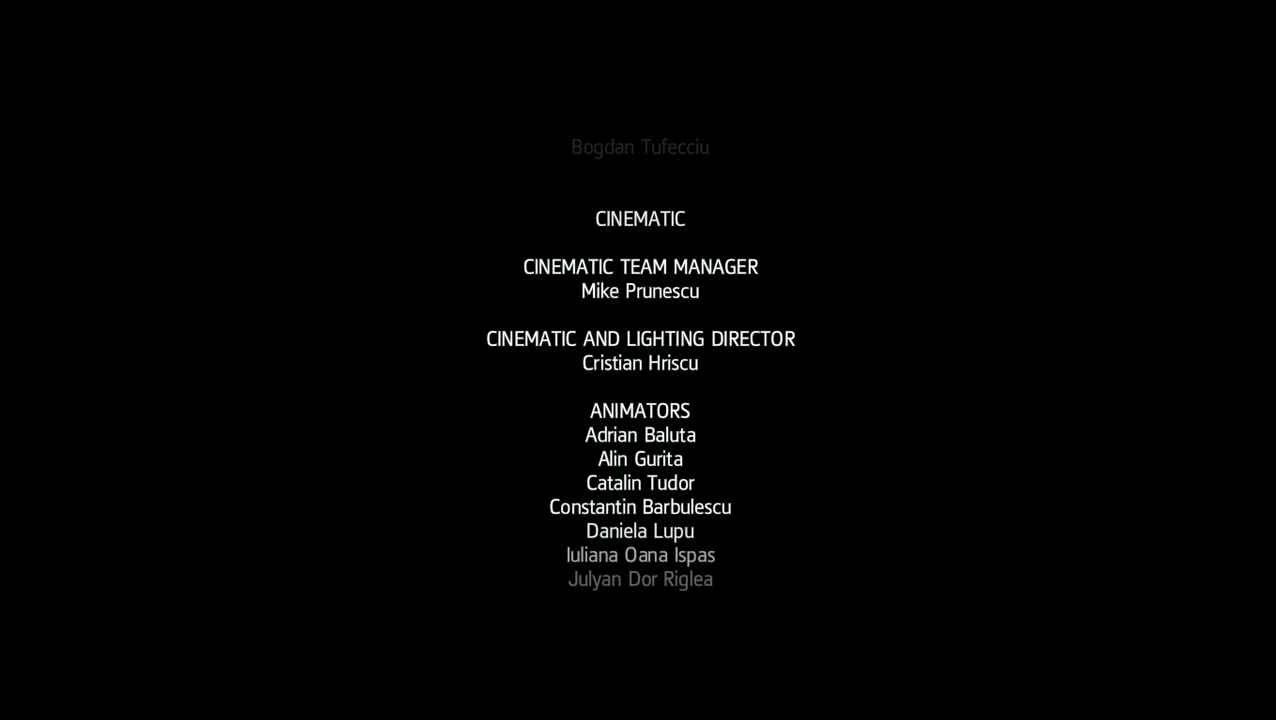 Bogdan Tufecciu
CINEMATIC
CINEMATIC TEAM MANAGER
Mike Prunescu
CINEMATIC AND LIGHTING DIRECTOR
Cristian Hriscu
ANIMATORS
Adrian Baluta
Alin Gurita
Catalin Tudor
Constantin Barbulescu
Daniela Lupu
Iuliana Oana Ispas
Julyan Dor Riglea